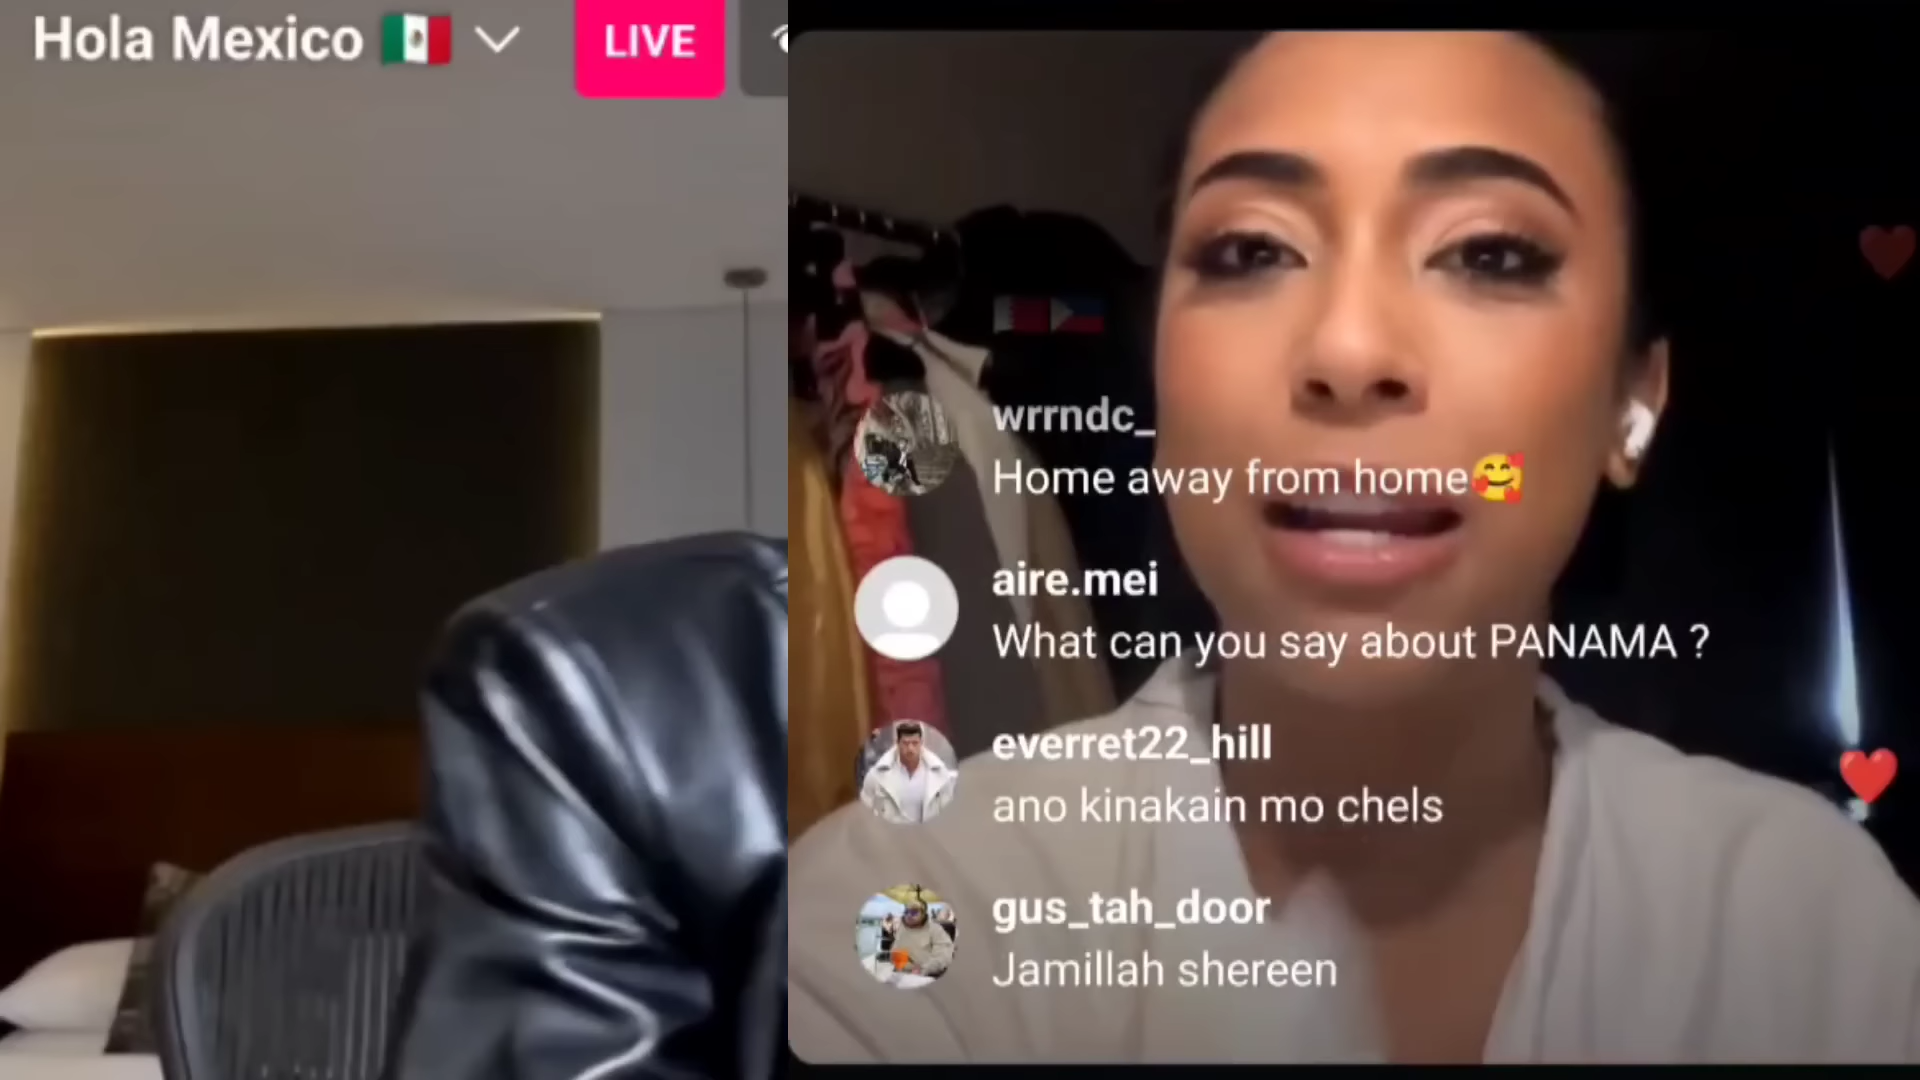 Hola Mexico 🇲🇽
LIVE
wrrndc_
Home away from home🥰
aire.mei
What can you say about PANAMA ?
everret22_hill
ano kinakain mo chels
gus_tah_door
Jamillah shereen